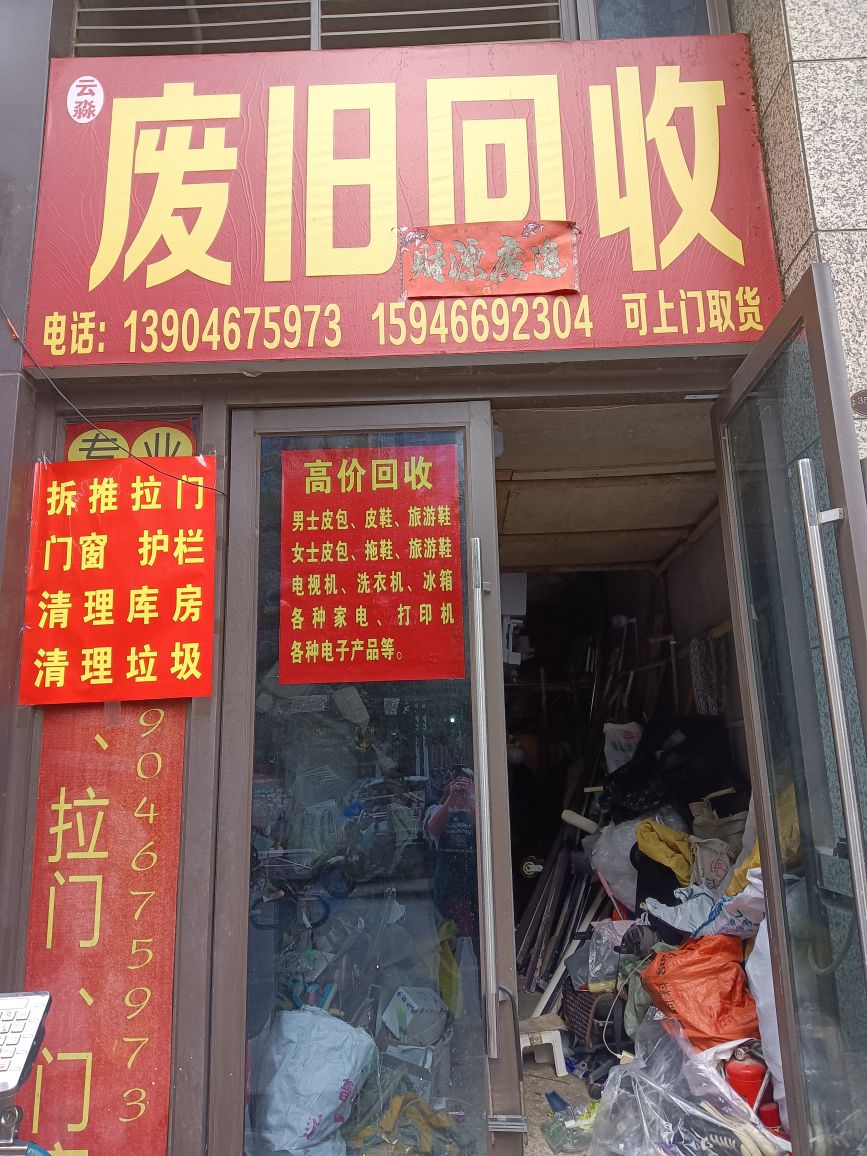 云淼
废旧回收
財源廣進
电话：13904675973 15946692304 可上门取货
专业
拆推拉门
门窗 护栏
清理库房
清理垃圾
、拉门、门
904675973
高价回收
男士皮包、皮鞋、旅游鞋
女士皮包、拖鞋、旅游鞋
电视机、洗衣机、冰箱
各种家电、打印机
各种电子产品等。